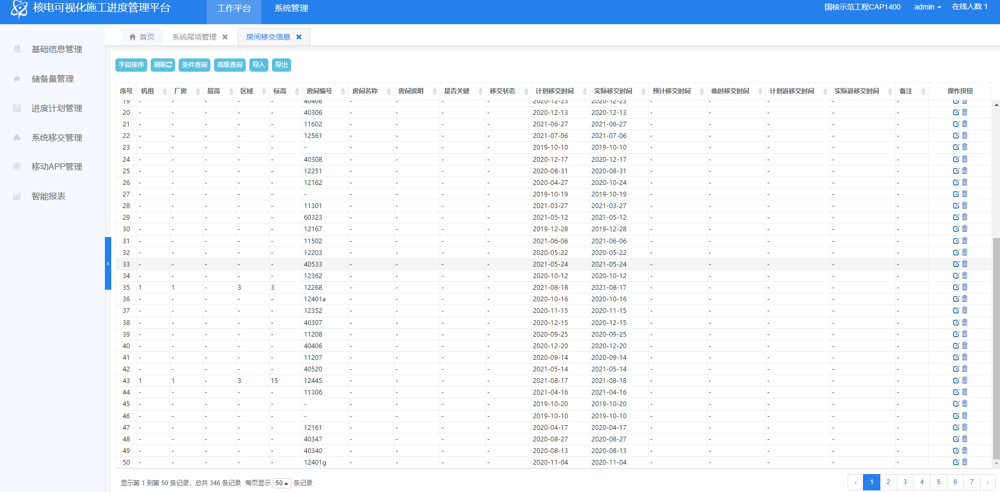 核电可视化施工进度管理平台 工作平台 系统管理 国核示范工程CAP1400 admin 在线人数 1
首页 系统尾项管理 ✖ 房间移交信息 ✖
基础信息管理
储备量管理
进度计划管理
系统移交管理
移动APP管理
智能报表
字段排序 刷新 条件查询 高级查询 导入 导出
序号 机组 厂房 层高 区域 标高 房间编号 房间名称 房间说明 是否关键 移交状态 计划移交时间 实际移交时间 预计移交时间 临时移交时间 计划返移交时间 实际返移交时间 备注 操作按钮
19 - - - - - 40408 - - - - 2020-12-23 2020-12-23 - - - - -
20 - - - - - 40306 - - - - 2020-12-13 2020-12-13 - - - - -
21 - - - - - 11602 - - - - 2021-06-27 2021-06-27 - - - - -
22 - - - - - 12561 - - - - 2021-07-06 2021-07-06 - - - - -
23 - - - - - - - - - - 2019-10-10 2019-10-10 - - - - -
24 - - - - - 40308 - - - - 2020-12-17 2020-12-17 - - - - -
25 - - - - - 12251 - - - - 2020-08-31 2020-08-31 - - - - -
26 - - - - - 12162 - - - - 2020-04-27 2020-10-24 - - - - -
27 - - - - - - - - - - 2019-10-19 2019-10-19 - - - - -
28 - - - - - 11301 - - - - 2021-03-27 2021-03-27 - - - - -
29 - - - - - 60323 - - - - 2021-05-12 2021-05-12 - - - - -
30 - - - - - 12167 - - - - 2019-12-28 2019-12-28 - - - - -
31 - - - - - 11502 - - - - 2021-06-06 2021-06-06 - - - - -
32 - - - - - 12203 - - - - 2020-05-22 2020-05-22 - - - - -
33 - - - - - 40533 - - - - 2021-05-24 2021-05-24 - - - - -
34 - - - - - 12362 - - - - 2020-10-12 2020-10-12 - - - - -
35 1 1 - 3 3 12268 - - - - 2021-08-18 2021-08-17 - - - - -
36 - - - - - 12401a - - - - 2020-10-16 2020-10-16 - - - - -
37 - - - - - 12352 - - - - 2020-11-15 2020-11-15 - - - - -
38 - - - - - 40307 - - - - 2020-12-15 2020-12-15 - - - - -
39 - - - - - 11208 - - - - 2020-09-25 2020-09-25 - - - - -
40 - - - - - 40406 - - - - 2020-12-20 2020-12-20 - - - - -
41 - - - - - 11207 - - - - 2020-09-14 2020-09-14 - - - - -
42 - - - - - 40520 - - - - 2021-05-14 2021-05-14 - - - - -
43 1 1 - 3 15 12445 - - - - 2021-08-17 2021-08-18 - - - - -
44 - - - - - 11306 - - - - 2021-04-16 2021-04-16 - - - - -
45 - - - - - - - - - - 2019-10-20 2019-10-20 - - - - -
46 - - - - - - - - - - 2019-10-10 2019-10-10 - - - - -
47 - - - - - 12161 - - - - 2020-04-17 2020-04-17 - - - - -
48 - - - - - 40347 - - - - 2020-08-27 2020-08-27 - - - - -
49 - - - - - 40340 - - - - 2020-08-13 2020-08-13 - - - - -
50 - - - - - 12401g - - - - 2020-11-04 2020-11-04 - - - - -
显示第 1 到第 50 条记录，总共 346 条记录 每页显示 50 条记录 ‹ 1 2 3 4 5 6 7 ›